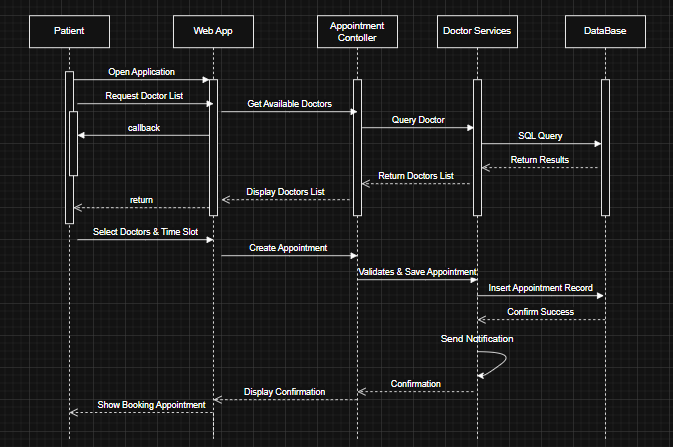 Patient
Web App
Appointment
Contoller
Doctor Services
DataBase
Open Application
Request Doctor List
Get Available Doctors
Query Doctor
callback
SQL Query
Return Results
Return Doctors List
Display Doctors List
return
Select Doctors & Time Slot
Create Appointment
Validates & Save Appointment
Insert Appointment Record
Confirm Success
Send Notification
Confirmation
Display Confirmation
Show Booking Appointment